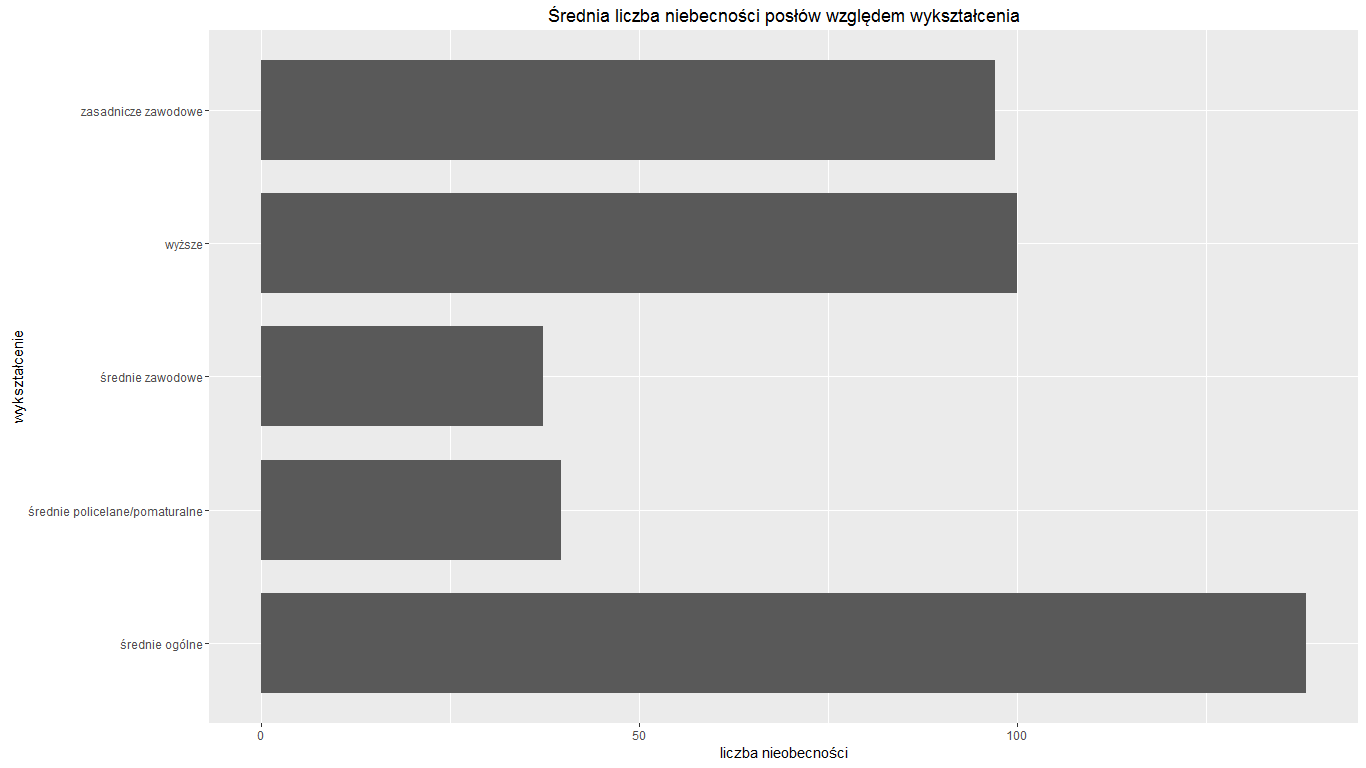 Średnia liczba niebecności posłów względem wykształcenia
wykształcenie
zasadnicze zawodowe
wyższe
średnie zawodowe
średnie policelane/pomaturalne
średnie ogólne
0
50
100
liczba nieobecności